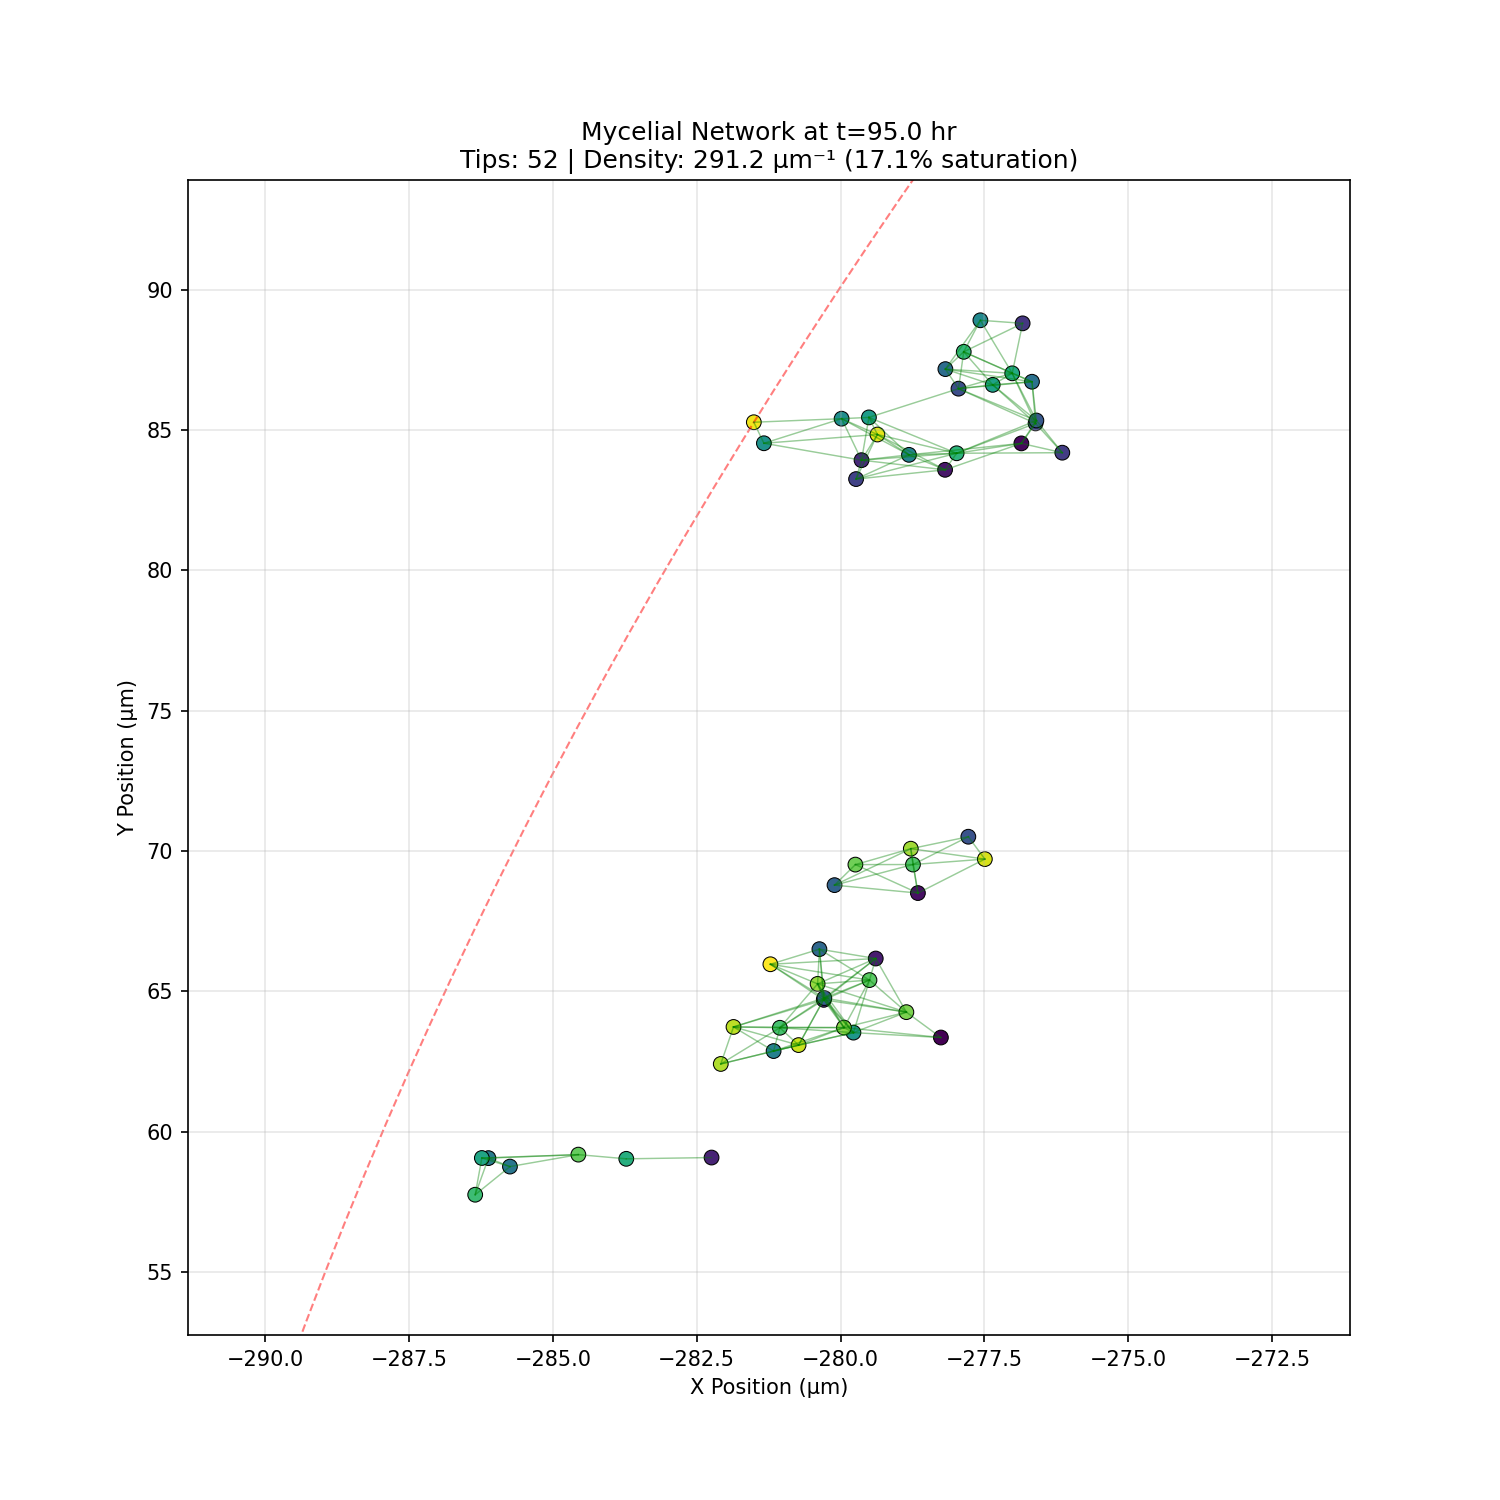 Mycelial Network at t=95.0 hr
Tips: 52 | Density: 291.2 μm⁻¹ (17.1% saturation)
90
85
80
75
70
65
60
55
Y Position (μm)
−290.0 −287.5 −285.0 −282.5 −280.0 −277.5 −275.0 −272.5
X Position (μm)